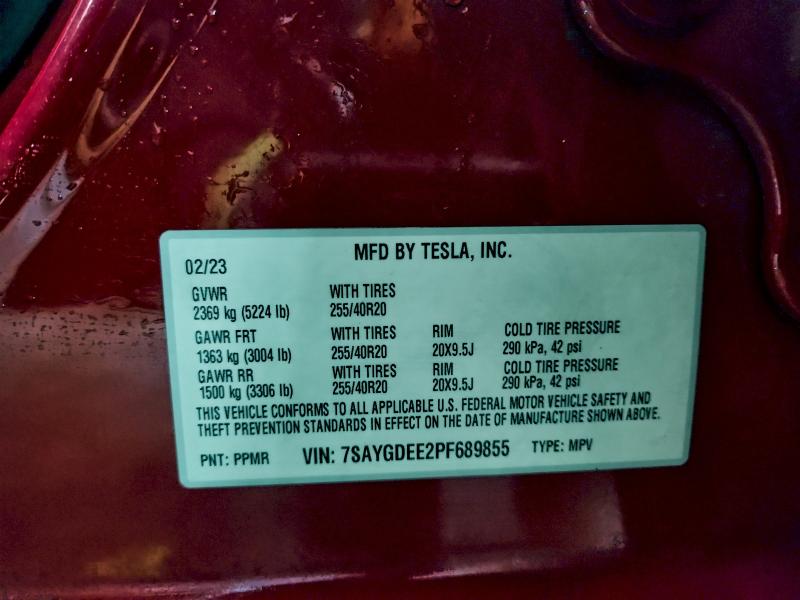 MFD BY TESLA, INC.
02/23
GVWR WITH TIRES
2369 kg (5224 lb) 255/40R20
GAWR FRT WITH TIRES RIM COLD TIRE PRESSURE
1363 kg (3004 lb) 255/40R20 20X9.5J 290 kPa, 42 psi
GAWR RR WITH TIRES RIM COLD TIRE PRESSURE
1500 kg (3306 lb) 255/40R20 20X9.5J 290 kPa, 42 psi
THIS VEHICLE CONFORMS TO ALL APPLICABLE U.S. FEDERAL MOTOR VEHICLE SAFETY AND
THEFT PREVENTION STANDARDS IN EFFECT ON THE DATE OF MANUFACTURE SHOWN ABOVE.
PNT: PPMR VIN: 7SAYGDEE2PF689855 TYPE: MPV